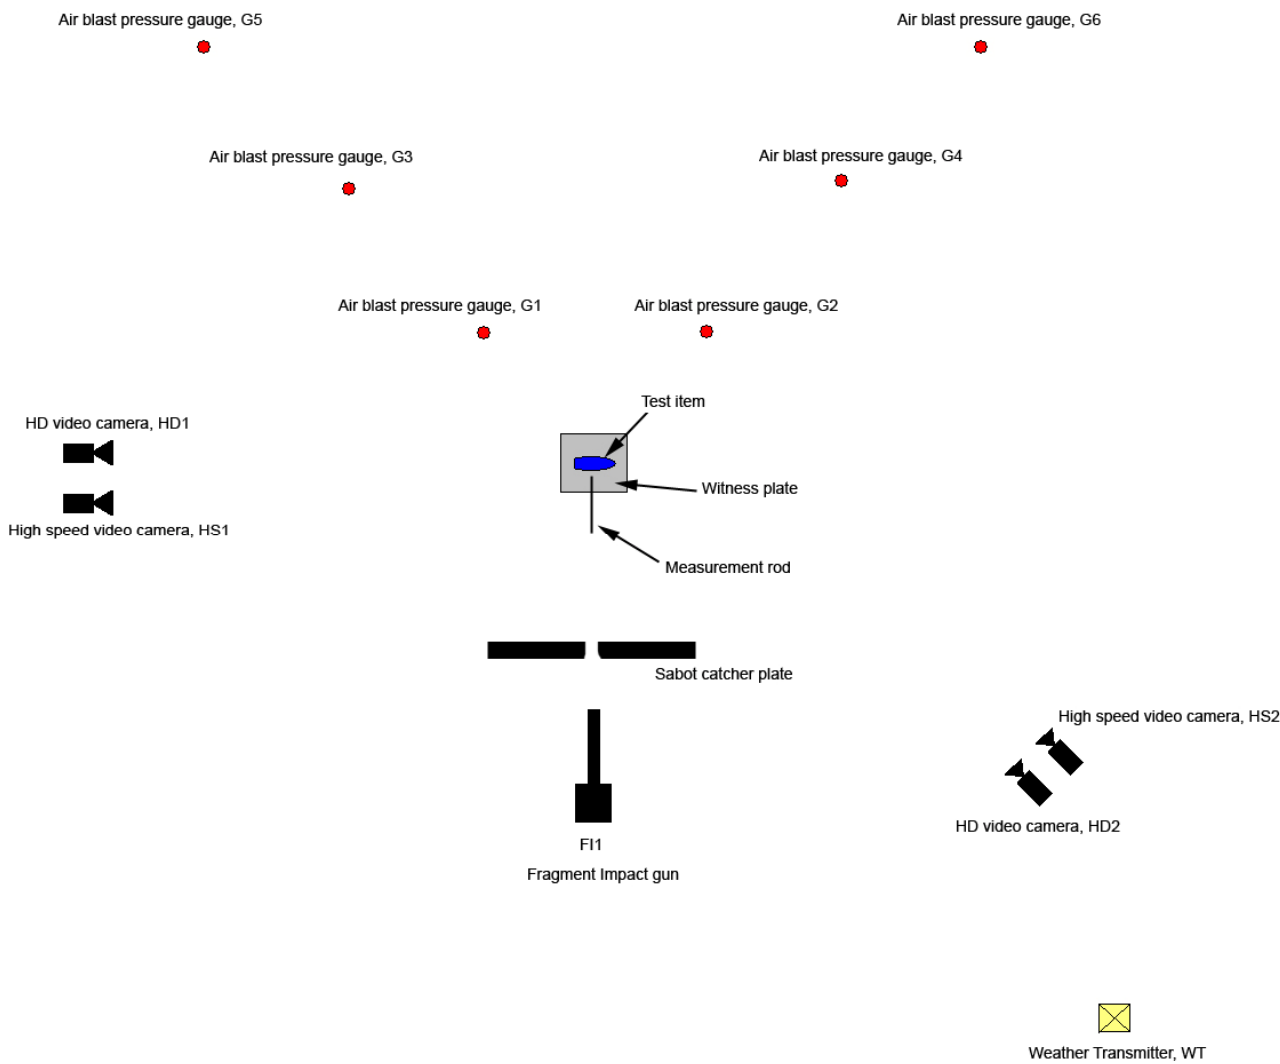 Air blast pressure gauge, G5
Air blast pressure gauge, G6
Air blast pressure gauge, G3
Air blast pressure gauge, G4
Air blast pressure gauge, G1
Air blast pressure gauge, G2
Test item
HD video camera, HD1
Witness plate
High speed video camera, HS1
Measurement rod
Sabot catcher plate
High speed video camera, HS2
HD video camera, HD2
FI1
Fragment Impact gun
Weather Transmitter, WT